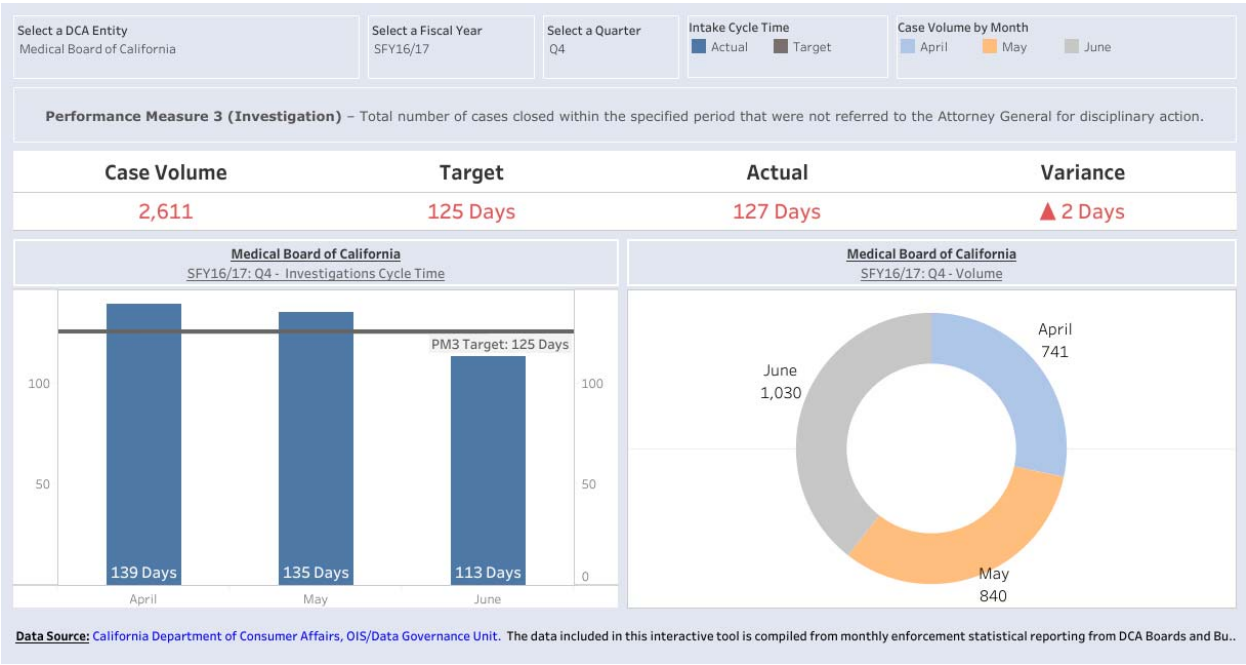 Select a DCA Entity
Medical Board of California
Select a Fiscal Year
SFY16/17
Select a Quarter
Q4
Intake Cycle Time
Actual Target
Case Volume by Month
April May June
Performance Measure 3 (Investigation) – Total number of cases closed within the specified period that were not referred to the Attorney General for disciplinary action.
Case Volume Target Actual Variance
2,611 125 Days 127 Days ▲ 2 Days
Medical Board of California
SFY16/17: Q4 - Investigations Cycle Time
PM3 Target: 125 Days
100 100
50 50
139 Days 135 Days 113 Days 0
April May June
Medical Board of California
SFY16/17: Q4 - Volume
April
741
June
1,030
May
840
Data Source: California Department of Consumer Affairs, OIS/Data Governance Unit. The data included in this interactive tool is compiled from monthly enforcement statistical reporting from DCA Boards and Bu..